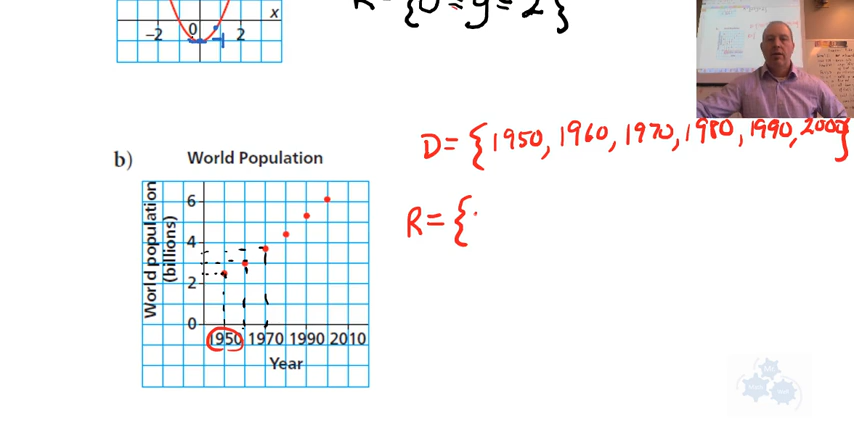 R={0≤y≤2}
x
-2 0 1 2
D={1950, 1960, 1970, 1980, 1990, 2000}
b) World Population
World population
(billions)
6
4
2
0
R={
1950 1970 1990 2010
Year